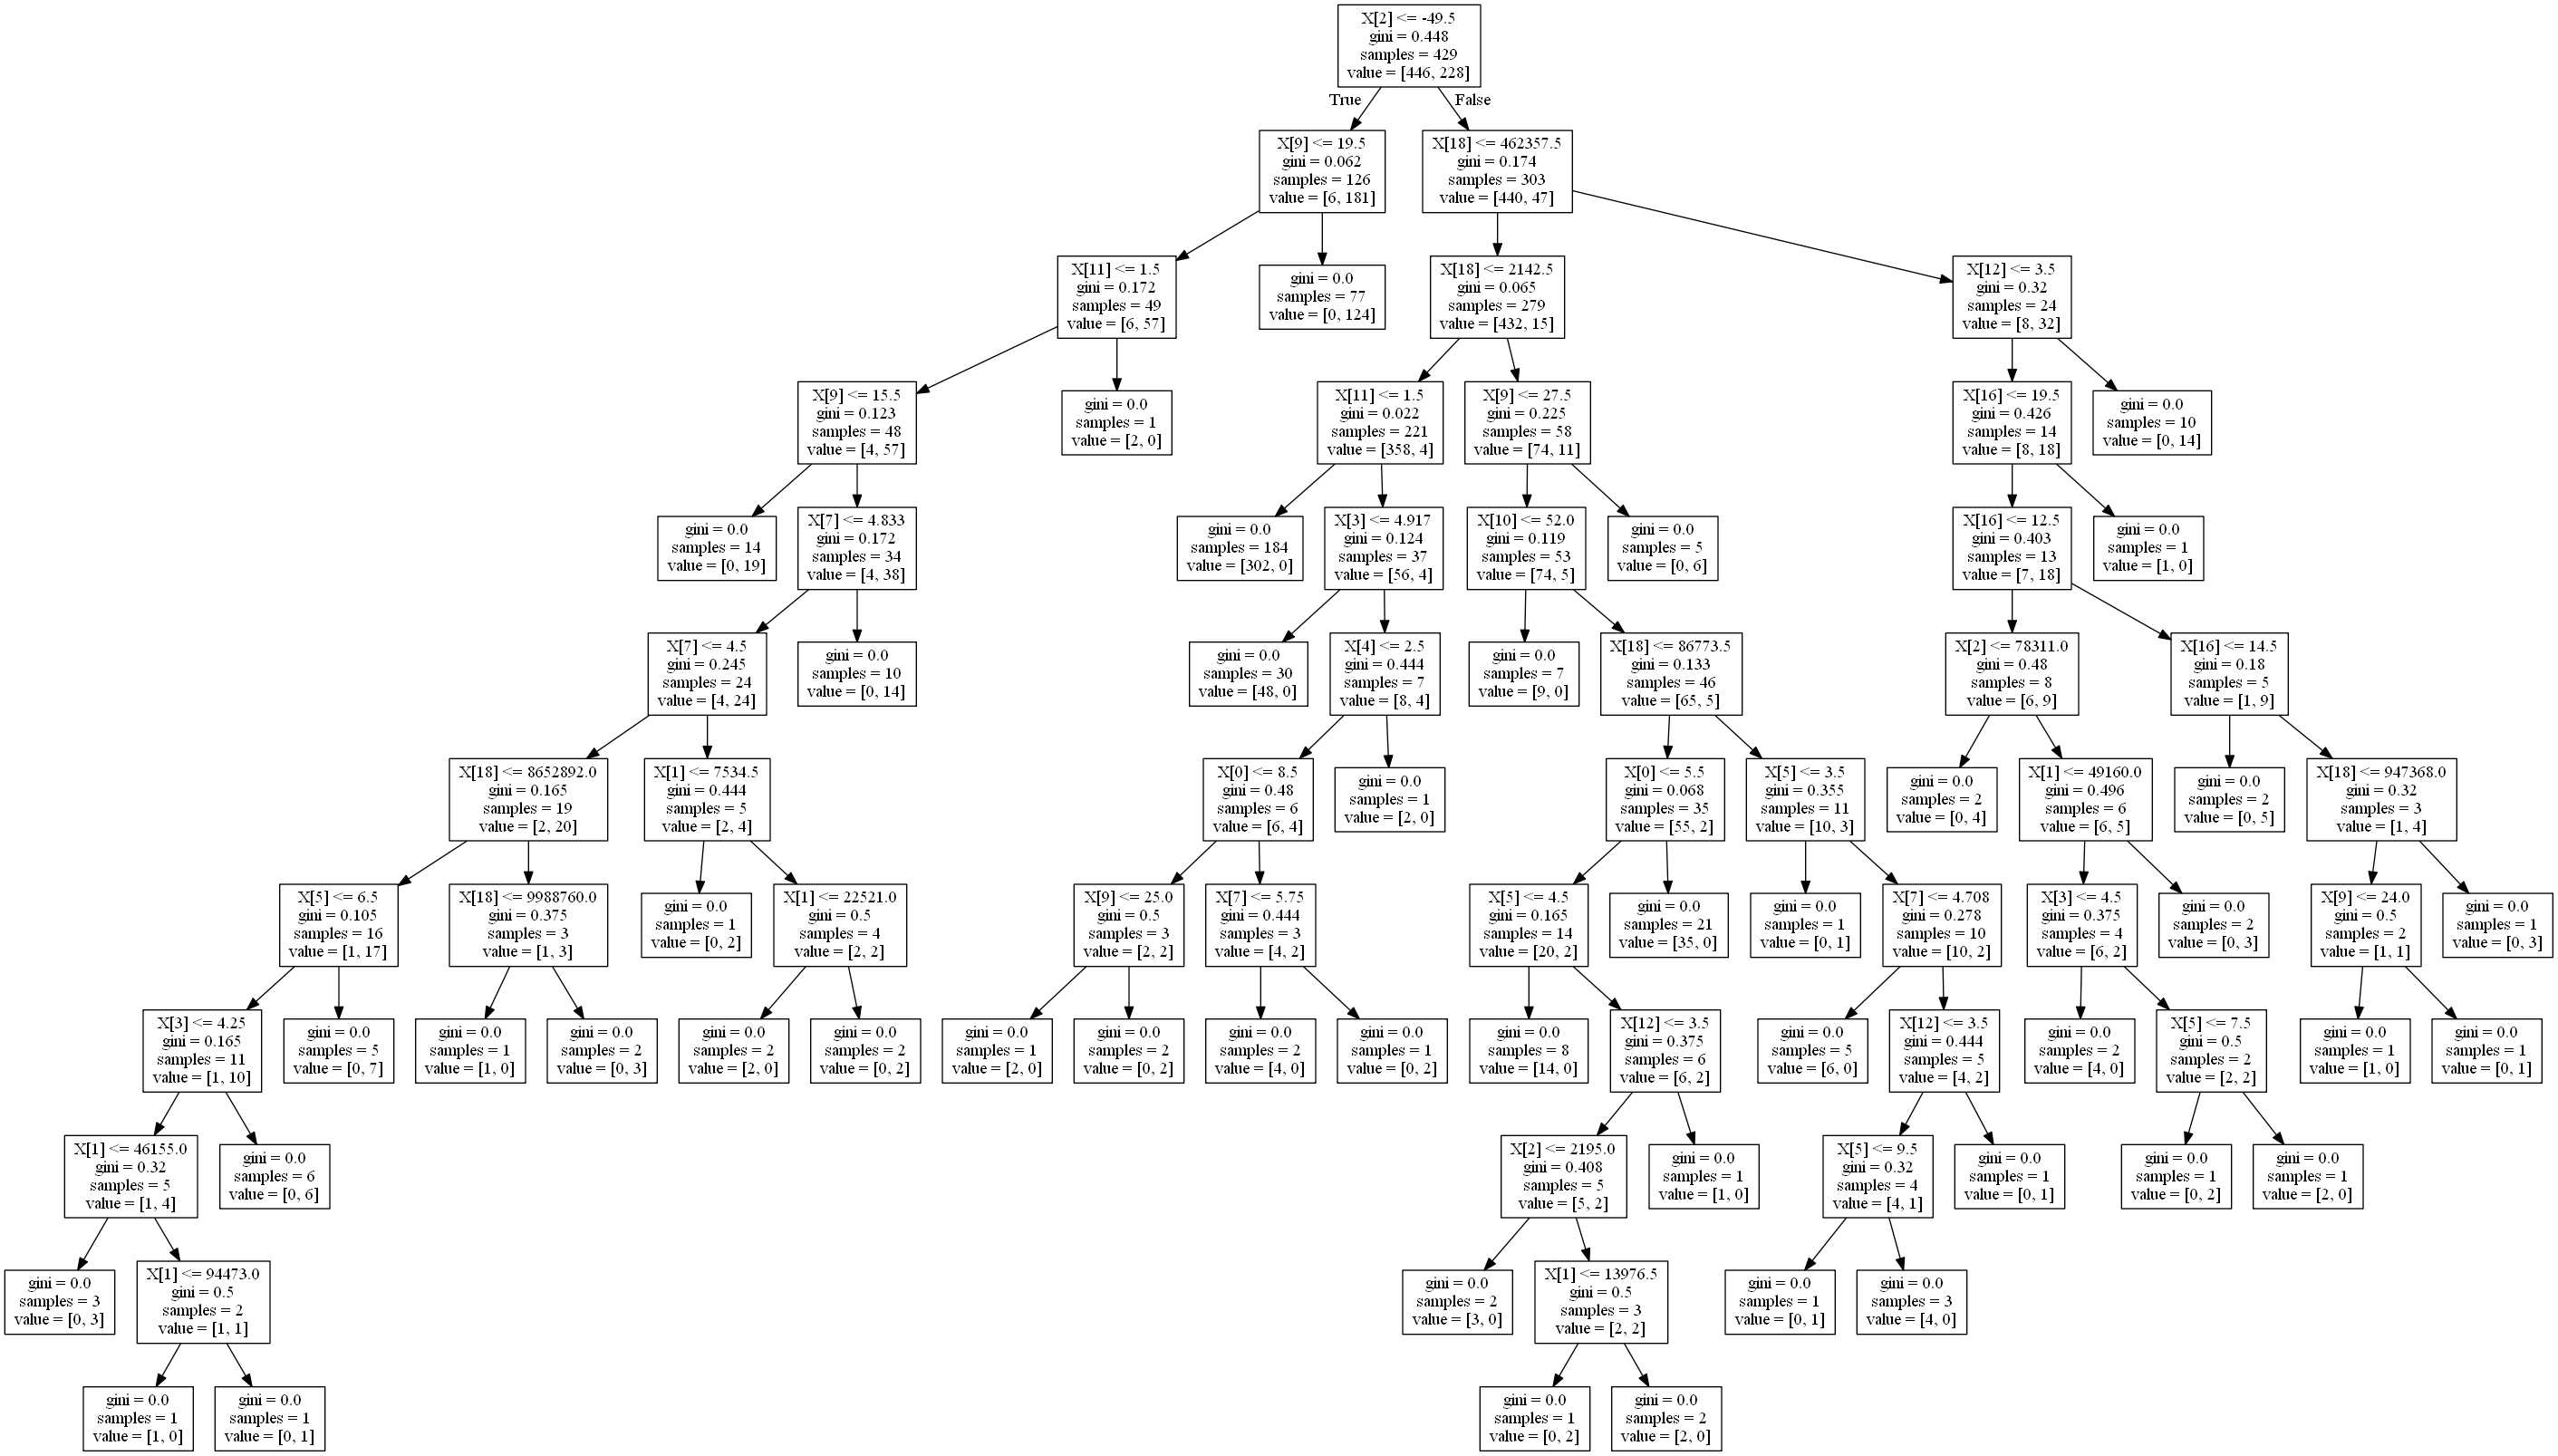 X[2] <= -49.5
gini = 0.448
samples = 429
value = [446, 228]
True
False
X[9] <= 19.5
gini = 0.062
samples = 126
value = [6, 181]
X[18] <= 462357.5
gini = 0.174
samples = 303
value = [440, 47]
X[11] <= 1.5
gini = 0.172
samples = 49
value = [6, 57]
gini = 0.0
samples = 77
value = [0, 124]
X[18] <= 2142.5
gini = 0.065
samples = 279
value = [432, 15]
X[12] <= 3.5
gini = 0.32
samples = 24
value = [8, 32]
X[9] <= 15.5
gini = 0.123
samples = 48
value = [4, 57]
gini = 0.0
samples = 1
value = [2, 0]
X[11] <= 1.5
gini = 0.022
samples = 221
value = [358, 4]
X[9] <= 27.5
gini = 0.225
samples = 58
value = [74, 11]
X[16] <= 19.5
gini = 0.426
samples = 14
value = [8, 18]
gini = 0.0
samples = 10
value = [0, 14]
gini = 0.0
samples = 14
value = [0, 19]
X[7] <= 4.833
gini = 0.172
samples = 34
value = [4, 38]
gini = 0.0
samples = 184
value = [302, 0]
X[3] <= 4.917
gini = 0.124
samples = 37
value = [56, 4]
X[10] <= 52.0
gini = 0.119
samples = 53
value = [74, 5]
gini = 0.0
samples = 5
value = [0, 6]
X[16] <= 12.5
gini = 0.403
samples = 13
value = [7, 18]
gini = 0.0
samples = 1
value = [1, 0]
X[7] <= 4.5
gini = 0.245
samples = 24
value = [4, 24]
gini = 0.0
samples = 10
value = [0, 14]
gini = 0.0
samples = 30
value = [48, 0]
X[4] <= 2.5
gini = 0.444
samples = 7
value = [8, 4]
gini = 0.0
samples = 7
value = [9, 0]
X[18] <= 86773.5
gini = 0.133
samples = 46
value = [65, 5]
X[2] <= 78311.0
gini = 0.48
samples = 8
value = [6, 9]
X[16] <= 14.5
gini = 0.18
samples = 5
value = [1, 9]
X[18] <= 8652892.0
gini = 0.165
samples = 19
value = [2, 20]
X[1] <= 7534.5
gini = 0.444
samples = 5
value = [2, 4]
X[0] <= 8.5
gini = 0.48
samples = 6
value = [6, 4]
gini = 0.0
samples = 1
value = [2, 0]
X[0] <= 5.5
gini = 0.068
samples = 35
value = [55, 2]
X[5] <= 3.5
gini = 0.355
samples = 11
value = [10, 3]
gini = 0.0
samples = 2
value = [0, 4]
X[1] <= 49160.0
gini = 0.496
samples = 6
value = [6, 5]
gini = 0.0
samples = 2
value = [0, 5]
X[18] <= 947368.0
gini = 0.32
samples = 3
value = [1, 4]
X[5] <= 6.5
gini = 0.105
samples = 16
value = [1, 17]
X[18] <= 9988760.0
gini = 0.375
samples = 3
value = [1, 3]
gini = 0.0
samples = 1
value = [0, 2]
X[1] <= 22521.0
gini = 0.5
samples = 4
value = [2, 2]
X[9] <= 25.0
gini = 0.5
samples = 3
value = [2, 2]
X[7] <= 5.75
gini = 0.444
samples = 3
value = [4, 2]
X[5] <= 4.5
gini = 0.165
samples = 14
value = [20, 2]
gini = 0.0
samples = 21
value = [35, 0]
gini = 0.0
samples = 1
value = [0, 1]
X[7] <= 4.708
gini = 0.278
samples = 10
value = [10, 2]
X[3] <= 4.5
gini = 0.375
samples = 4
value = [6, 2]
gini = 0.0
samples = 2
value = [0, 3]
X[9] <= 24.0
gini = 0.5
samples = 2
value = [1, 1]
gini = 0.0
samples = 1
value = [0, 3]
X[3] <= 4.25
gini = 0.165
samples = 11
value = [1, 10]
gini = 0.0
samples = 5
value = [0, 7]
gini = 0.0
samples = 1
value = [1, 0]
gini = 0.0
samples = 2
value = [0, 3]
gini = 0.0
samples = 2
value = [2, 0]
gini = 0.0
samples = 2
value = [0, 2]
gini = 0.0
samples = 1
value = [2, 0]
gini = 0.0
samples = 2
value = [0, 2]
gini = 0.0
samples = 2
value = [4, 0]
gini = 0.0
samples = 1
value = [0, 2]
gini = 0.0
samples = 8
value = [14, 0]
X[12] <= 3.5
gini = 0.375
samples = 6
value = [6, 2]
gini = 0.0
samples = 5
value = [6, 0]
X[12] <= 3.5
gini = 0.444
samples = 5
value = [4, 2]
gini = 0.0
samples = 2
value = [4, 0]
X[5] <= 7.5
gini = 0.5
samples = 2
value = [2, 2]
gini = 0.0
samples = 1
value = [1, 0]
gini = 0.0
samples = 1
value = [0, 1]
X[1] <= 46155.0
gini = 0.32
samples = 5
value = [1, 4]
gini = 0.0
samples = 6
value = [0, 6]
X[2] <= 2195.0
gini = 0.408
samples = 5
value = [5, 2]
gini = 0.0
samples = 1
value = [1, 0]
X[5] <= 9.5
gini = 0.32
samples = 4
value = [4, 1]
gini = 0.0
samples = 1
value = [0, 1]
gini = 0.0
samples = 1
value = [0, 2]
gini = 0.0
samples = 1
value = [2, 0]
gini = 0.0
samples = 3
value = [0, 3]
X[1] <= 94473.0
gini = 0.5
samples = 2
value = [1, 1]
gini = 0.0
samples = 2
value = [3, 0]
X[1] <= 13976.5
gini = 0.5
samples = 3
value = [2, 2]
gini = 0.0
samples = 1
value = [0, 1]
gini = 0.0
samples = 3
value = [4, 0]
gini = 0.0
samples = 1
value = [1, 0]
gini = 0.0
samples = 1
value = [0, 1]
gini = 0.0
samples = 1
value = [0, 2]
gini = 0.0
samples = 2
value = [2, 0]